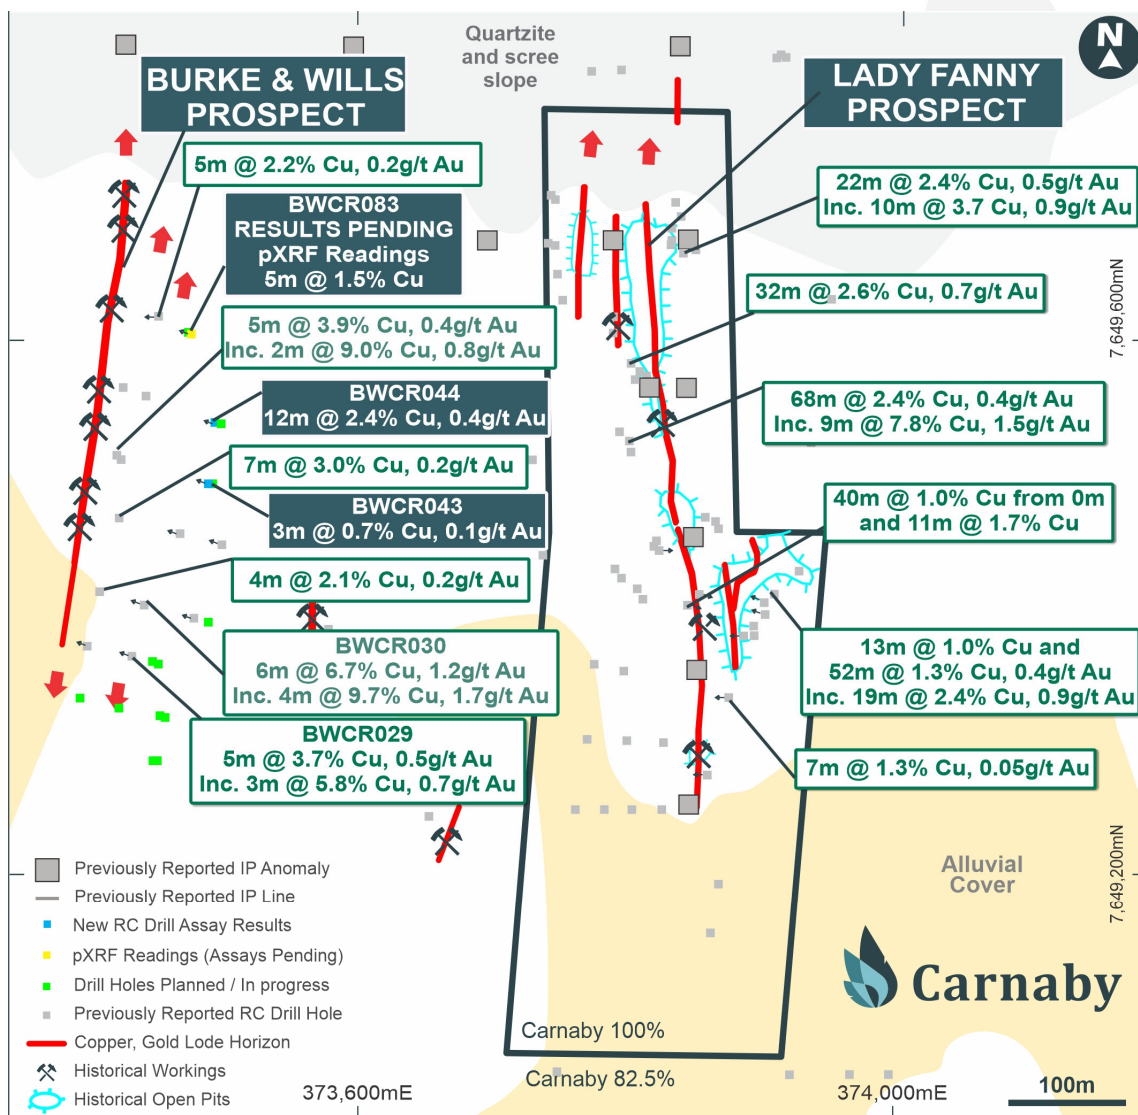 Quartzite
and scree
slope
N
BURKE & WILLS
PROSPECT
LADY FANNY
PROSPECT
5m @ 2.2% Cu, 0.2g/t Au
BWCR083
RESULTS PENDING
pXRF Readings
5m @ 1.5% Cu
22m @ 2.4% Cu, 0.5g/t Au
Inc. 10m @ 3.7 Cu, 0.9g/t Au
32m @ 2.6% Cu, 0.7g/t Au
7,649,600mN
5m @ 3.9% Cu, 0.4g/t Au
Inc. 2m @ 9.0% Cu, 0.8g/t Au
BWCR044
12m @ 2.4% Cu, 0.4g/t Au
68m @ 2.4% Cu, 0.4g/t Au
Inc. 9m @ 7.8% Cu, 1.5g/t Au
7m @ 3.0% Cu, 0.2g/t Au
BWCR043
3m @ 0.7% Cu, 0.1g/t Au
40m @ 1.0% Cu from 0m
and 11m @ 1.7% Cu
4m @ 2.1% Cu, 0.2g/t Au
BWCR030
6m @ 6.7% Cu, 1.2g/t Au
Inc. 4m @ 9.7% Cu, 1.7g/t Au
13m @ 1.0% Cu and
52m @ 1.3% Cu, 0.4g/t Au
Inc. 19m @ 2.4% Cu, 0.9g/t Au
BWCR029
5m @ 3.7% Cu, 0.5g/t Au
Inc. 3m @ 5.8% Cu, 0.7g/t Au
7m @ 1.3% Cu, 0.05g/t Au
7,649,200mN
Alluvial
Cover
Previously Reported IP Anomaly
Previously Reported IP Line
New RC Drill Assay Results
pXRF Readings (Assays Pending)
Drill Holes Planned / In progress
Previously Reported RC Drill Hole
Copper, Gold Lode Horizon
Historical Workings
Historical Open Pits
Carnaby
Carnaby 100%
Carnaby 82.5%
373,600mE
374,000mE
100m